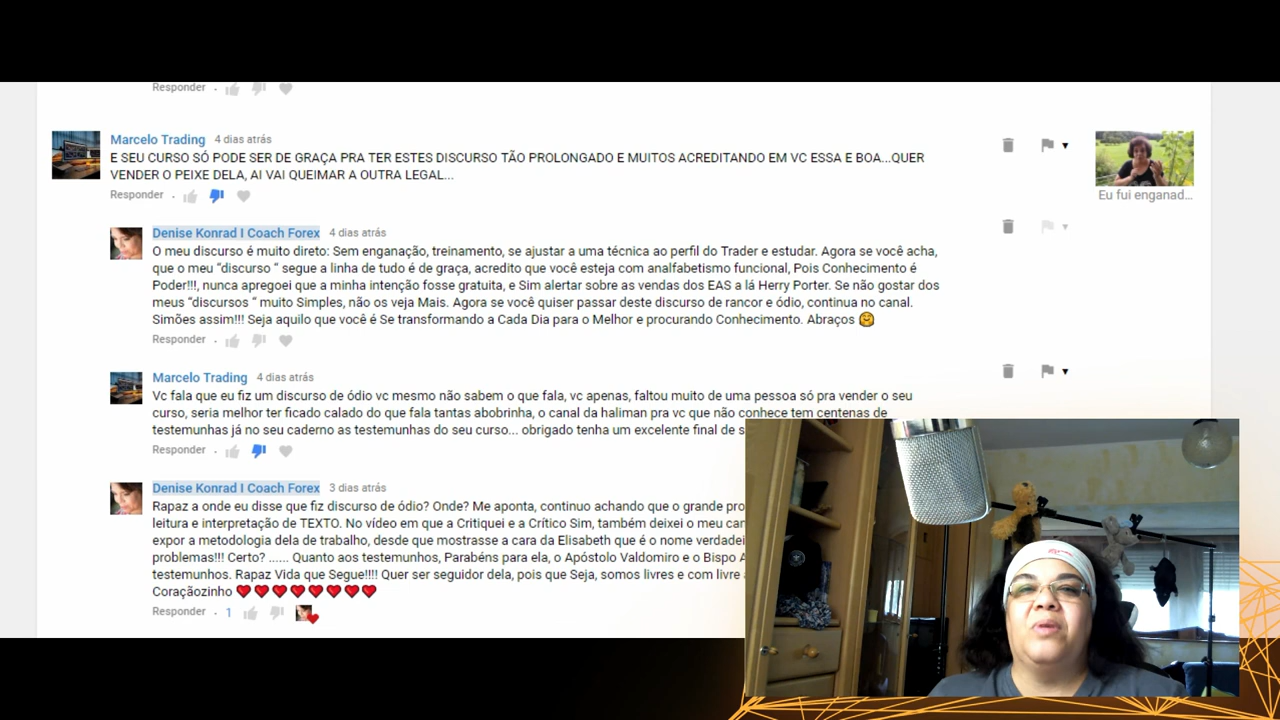 Responder .
Marcelo Trading 4 dias atrás
E SEU CURSO SÓ PODE SER DE GRAÇA PRA TER ESTES DISCURSO TÃO PROLONGADO E MUITOS ACREDITANDO EM VC ESSA E BOA...QUER
VENDER O PEIXE DELA, AI VAI QUEIMAR A OUTRA LEGAL...
Responder .
Eu fui enganad...
Denise Konrad I Coach Forex 4 dias atrás
O meu discurso é muito direto: Sem enganação, treinamento, se ajustar a uma técnica ao perfil do Trader e estudar. Agora se você acha,
que o meu “discurso “ segue a linha de tudo é de graça, acredito que você esteja com analfabetismo funcional, Pois Conhecimento é
Poder!!!, nunca apregoei que a minha intenção fosse gratuita, e Sim alertar sobre as vendas dos EAS a lá Herry Porter. Se não gostar dos
meus “discursos “ muito Simples, não os veja Mais. Agora se você quiser passar deste discurso de rancor e ódio, continua no canal.
Simões assim!!! Seja aquilo que você é Se transformando a Cada Dia para o Melhor e procurando Conhecimento. Abraços 🤗
Responder .
Marcelo Trading 4 dias atrás
Vc fala que eu fiz um discurso de ódio vc mesmo não sabem o que fala, vc apenas, faltou muito de uma pessoa só pra vender o seu
curso, seria melhor ter ficado calado do que fala tantas abobrinha, o canal da haliman pra vc que não conhece tem centenas de
testemunhas já no seu caderno as testemunhas do seu curso... obrigado tenha um excelente final de s
Responder .
Denise Konrad I Coach Forex 3 dias atrás
Rapaz a onde eu disse que fiz discurso de ódio? Onde? Me aponta, continuo achando que o grande pro
leitura e interpretação de TEXTO. No vídeo em que a Critiquei e a Crítico Sim, também deixei o meu can
expor a metodologia dela de trabalho, desde que mostrasse a cara da Elisabeth que é o nome verdadei
problemas!!! Certo? ...... Quanto aos testemunhos, Parabéns para ela, o Apóstolo Valdomiro e o Bispo
testemunhos. Rapaz Vida que Segue!!!! Quer ser seguidor dela, pois que Seja, somos livres e com livre
Coraçãozinho ❤❤❤❤❤❤❤❤
Responder . 1